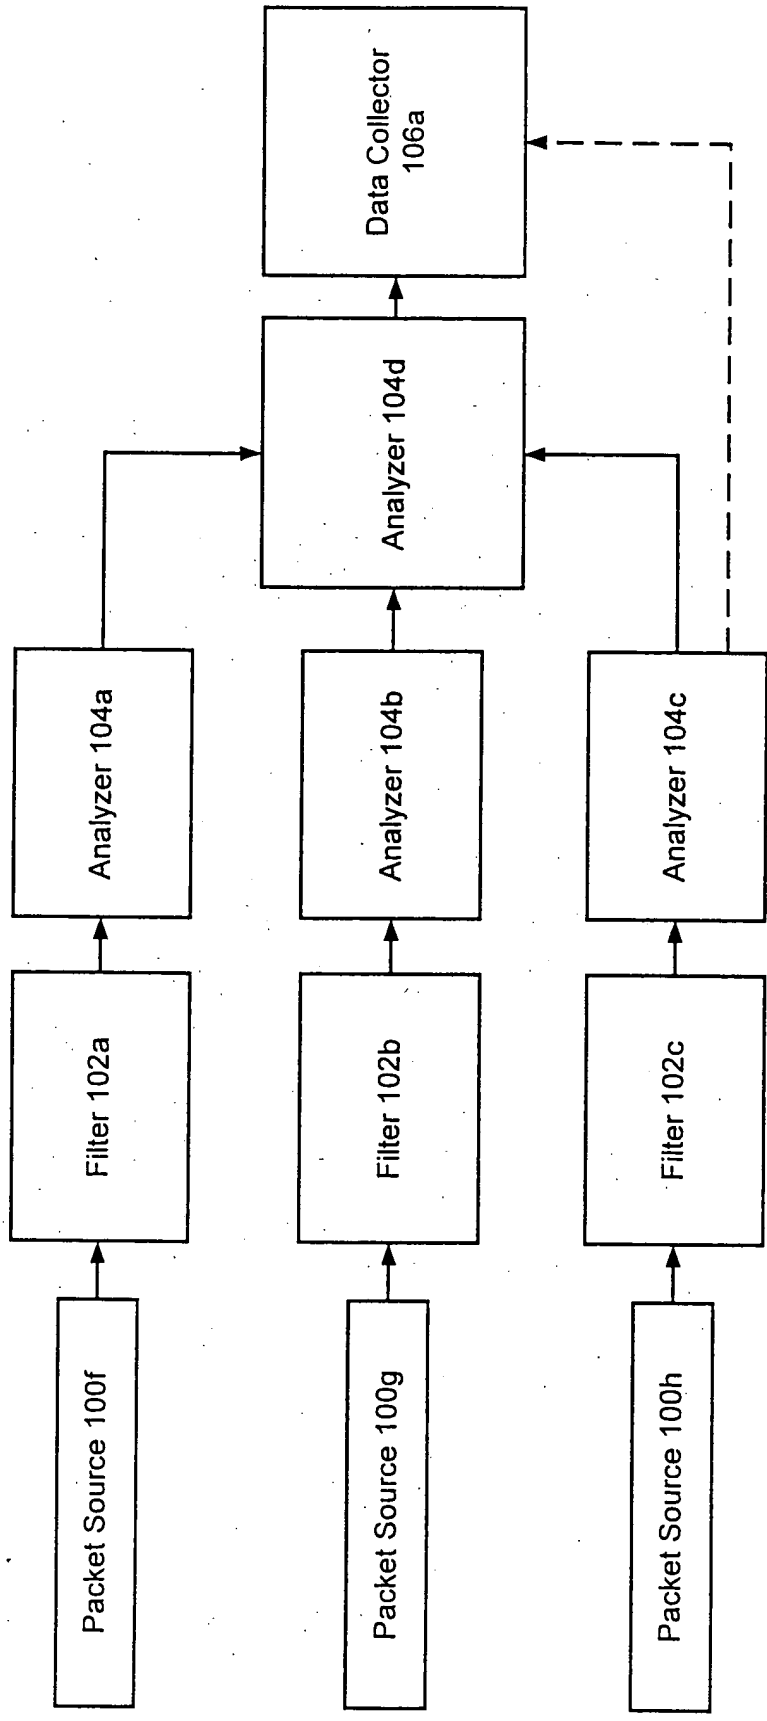 Packet Source 100f
Filter 102a
Analyzer 104a
Packet Source 100g
Filter 102b
Analyzer 104b
Analyzer 104d
Data Collector
106a
Packet Source 100h
Filter 102c
Analyzer 104c